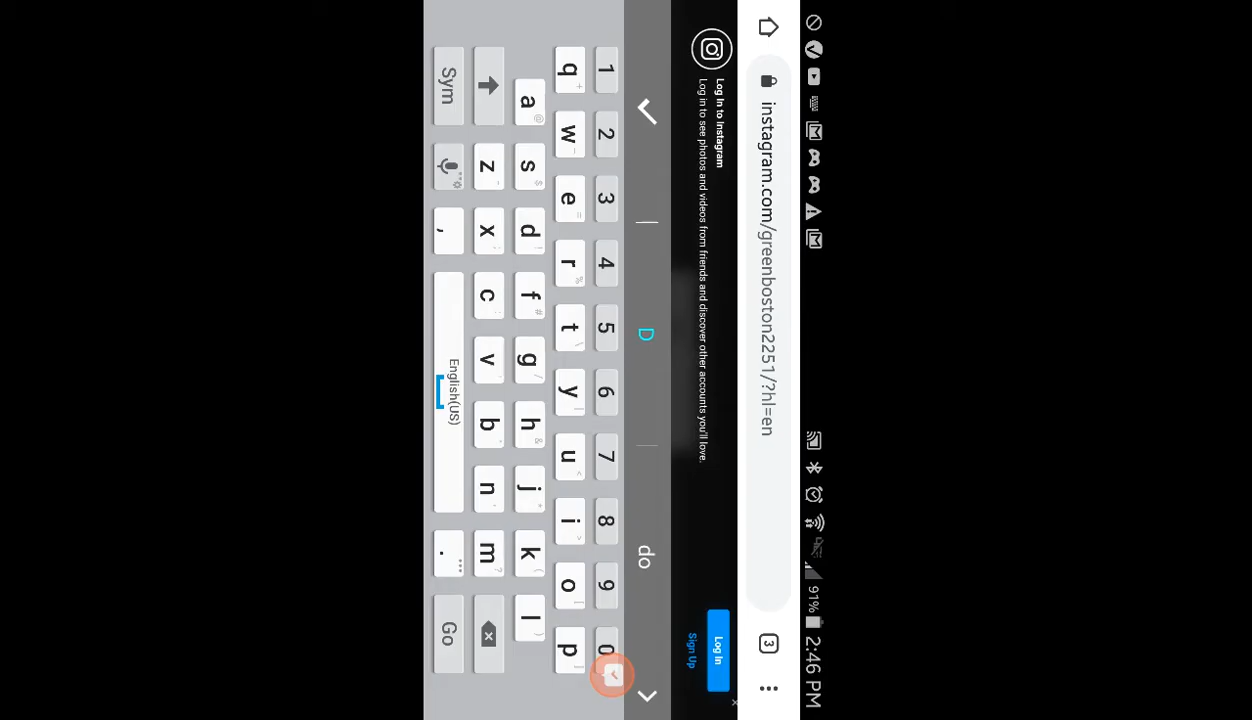 91% 2:46 PM
instagram.com/greenboston2251/?hl=en
3
Log In to Instagram
Log in to see photos and videos from friends and discover other accounts you'll love.
Log In
Sign Up
D
do
1 2 3 4 5 6 7 8 9 0
q w e r t y u i o p
a s d f g h j k l
z x c v b n m
Sym , English(US) . Go